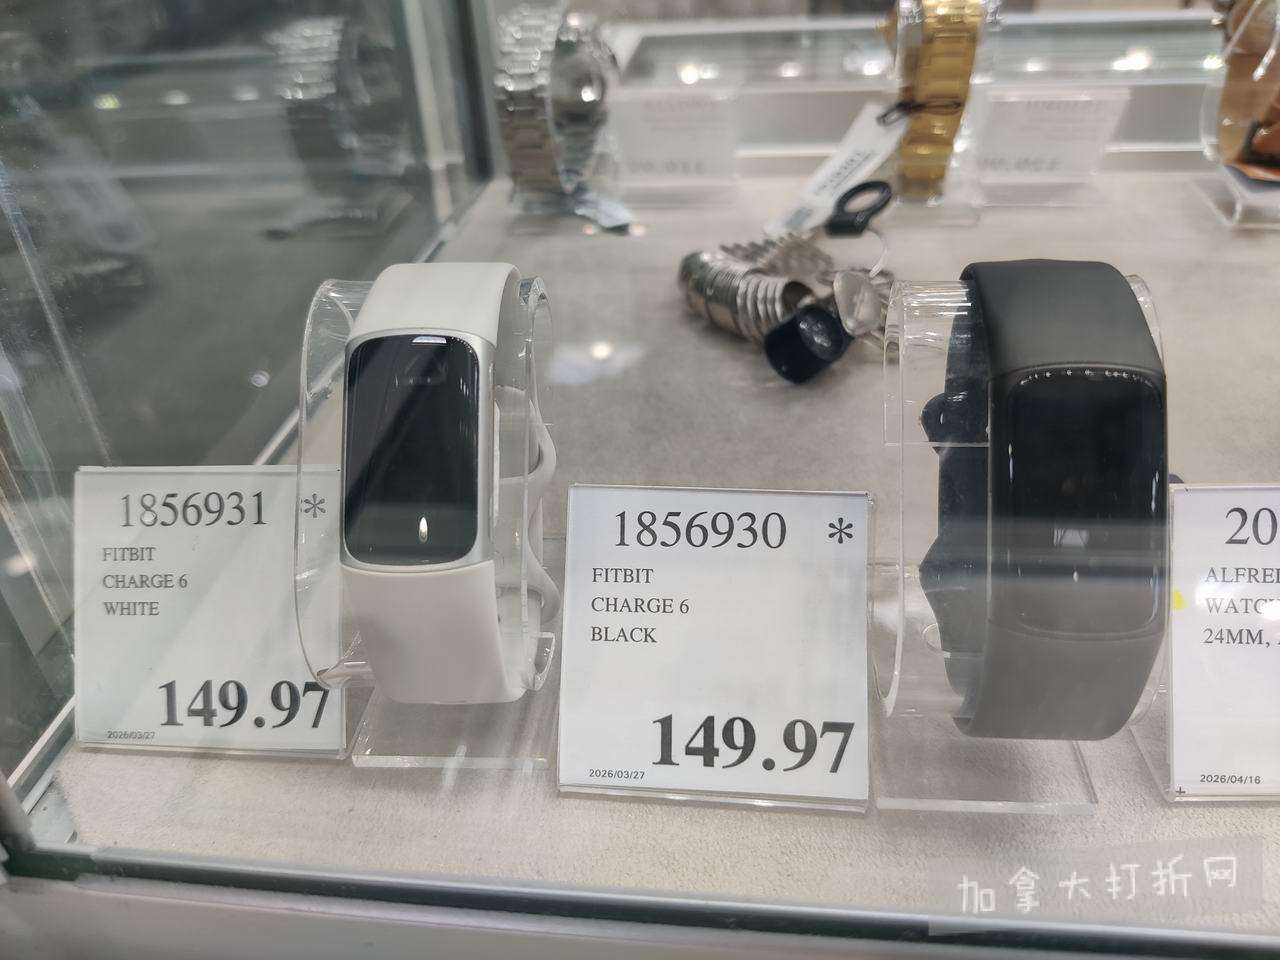 1856931 *
FITBIT
CHARGE 6
WHITE
149.97
2026/03/27
1856930 *
FITBIT
CHARGE 6
BLACK
149.97
2026/03/27
20
ALFRE
WATC
24MM,
2026/04/16
+
加拿大打折网